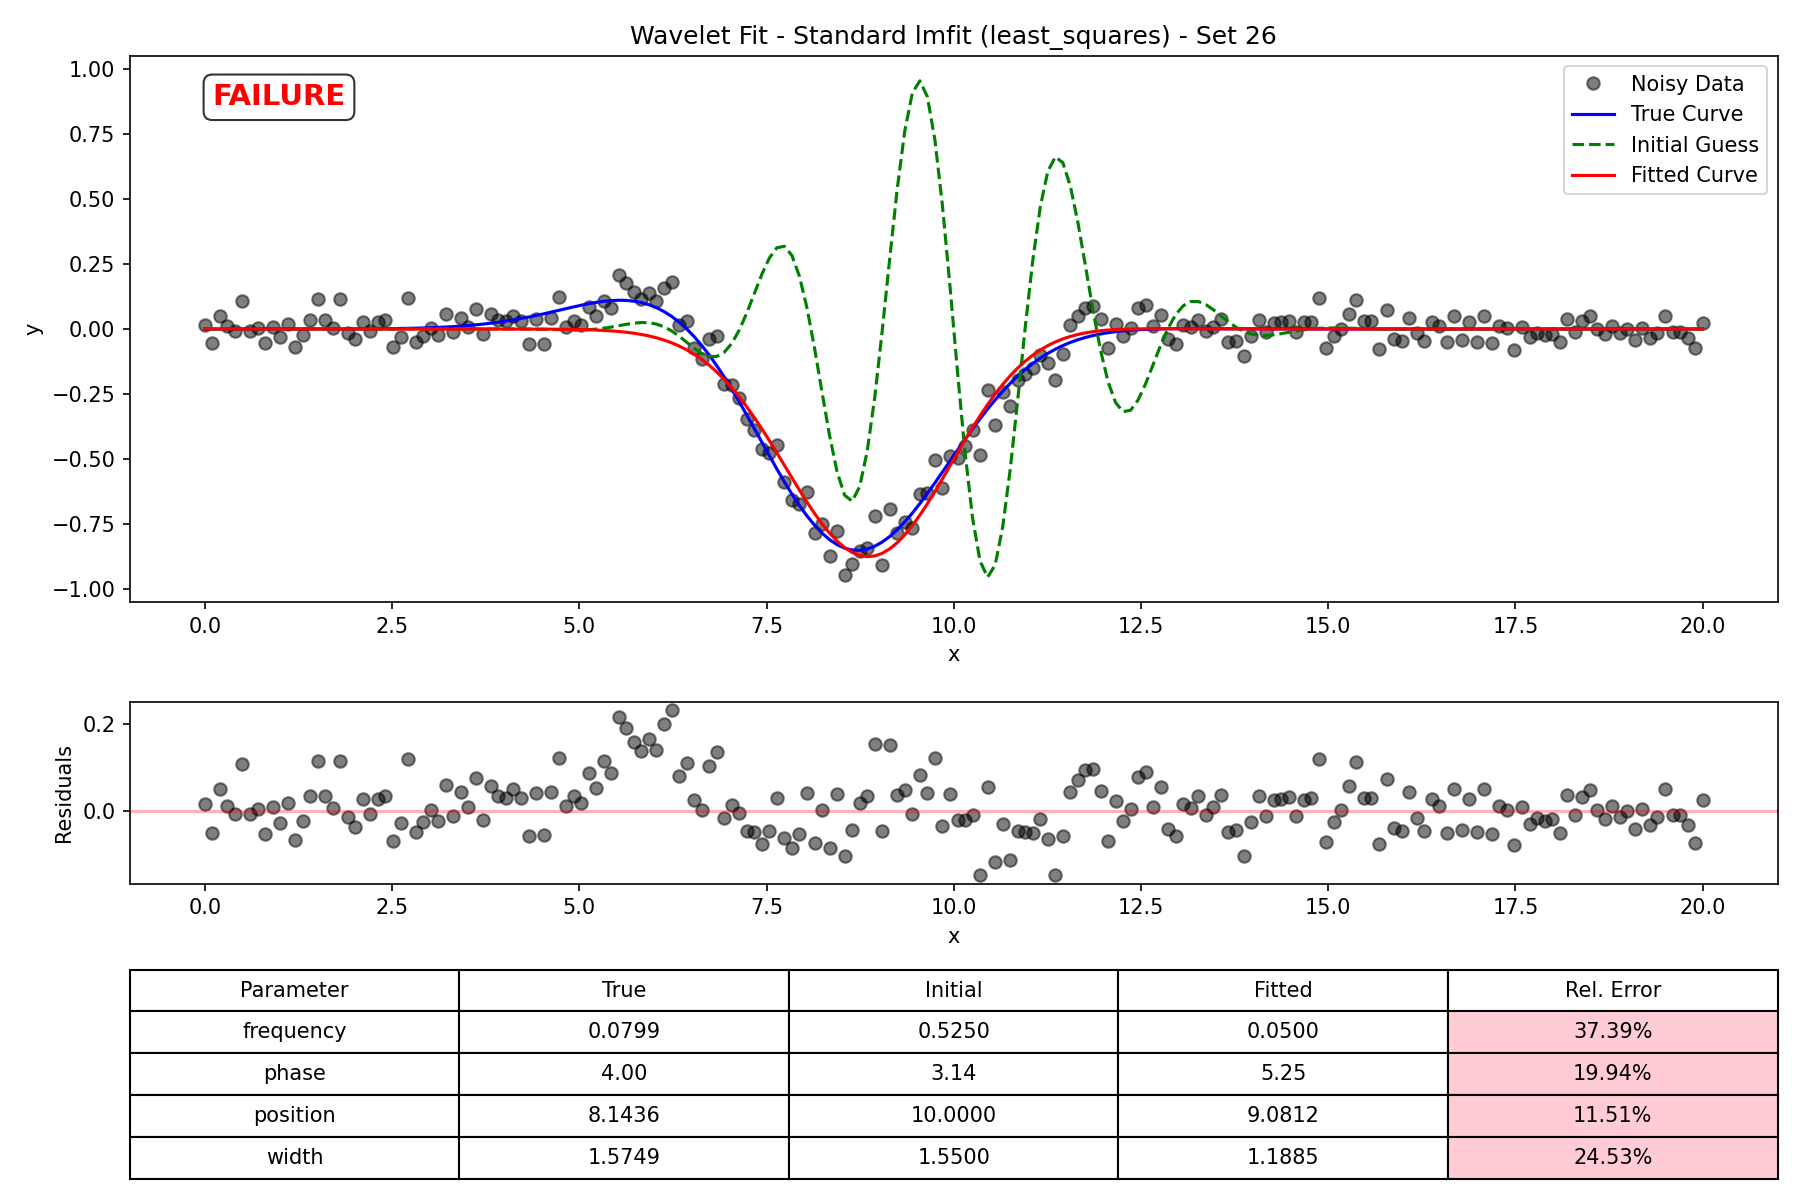 Wavelet Fit - Standard lmfit (least_squares) - Set 26
FAILURE
Noisy Data
True Curve
Initial Guess
Fitted Curve
1.00
0.75
0.50
0.25
0.00
−0.25
−0.50
−0.75
−1.00
y
0.0 2.5 5.0 7.5 10.0 12.5 15.0 17.5 20.0
x
0.2
0.0
Residuals
0.0 2.5 5.0 7.5 10.0 12.5 15.0 17.5 20.0
x
Parameter True Initial Fitted Rel. Error
frequency 0.0799 0.5250 0.0500 37.39%
phase 4.00 3.14 5.25 19.94%
position 8.1436 10.0000 9.0812 11.51%
width 1.5749 1.5500 1.1885 24.53%